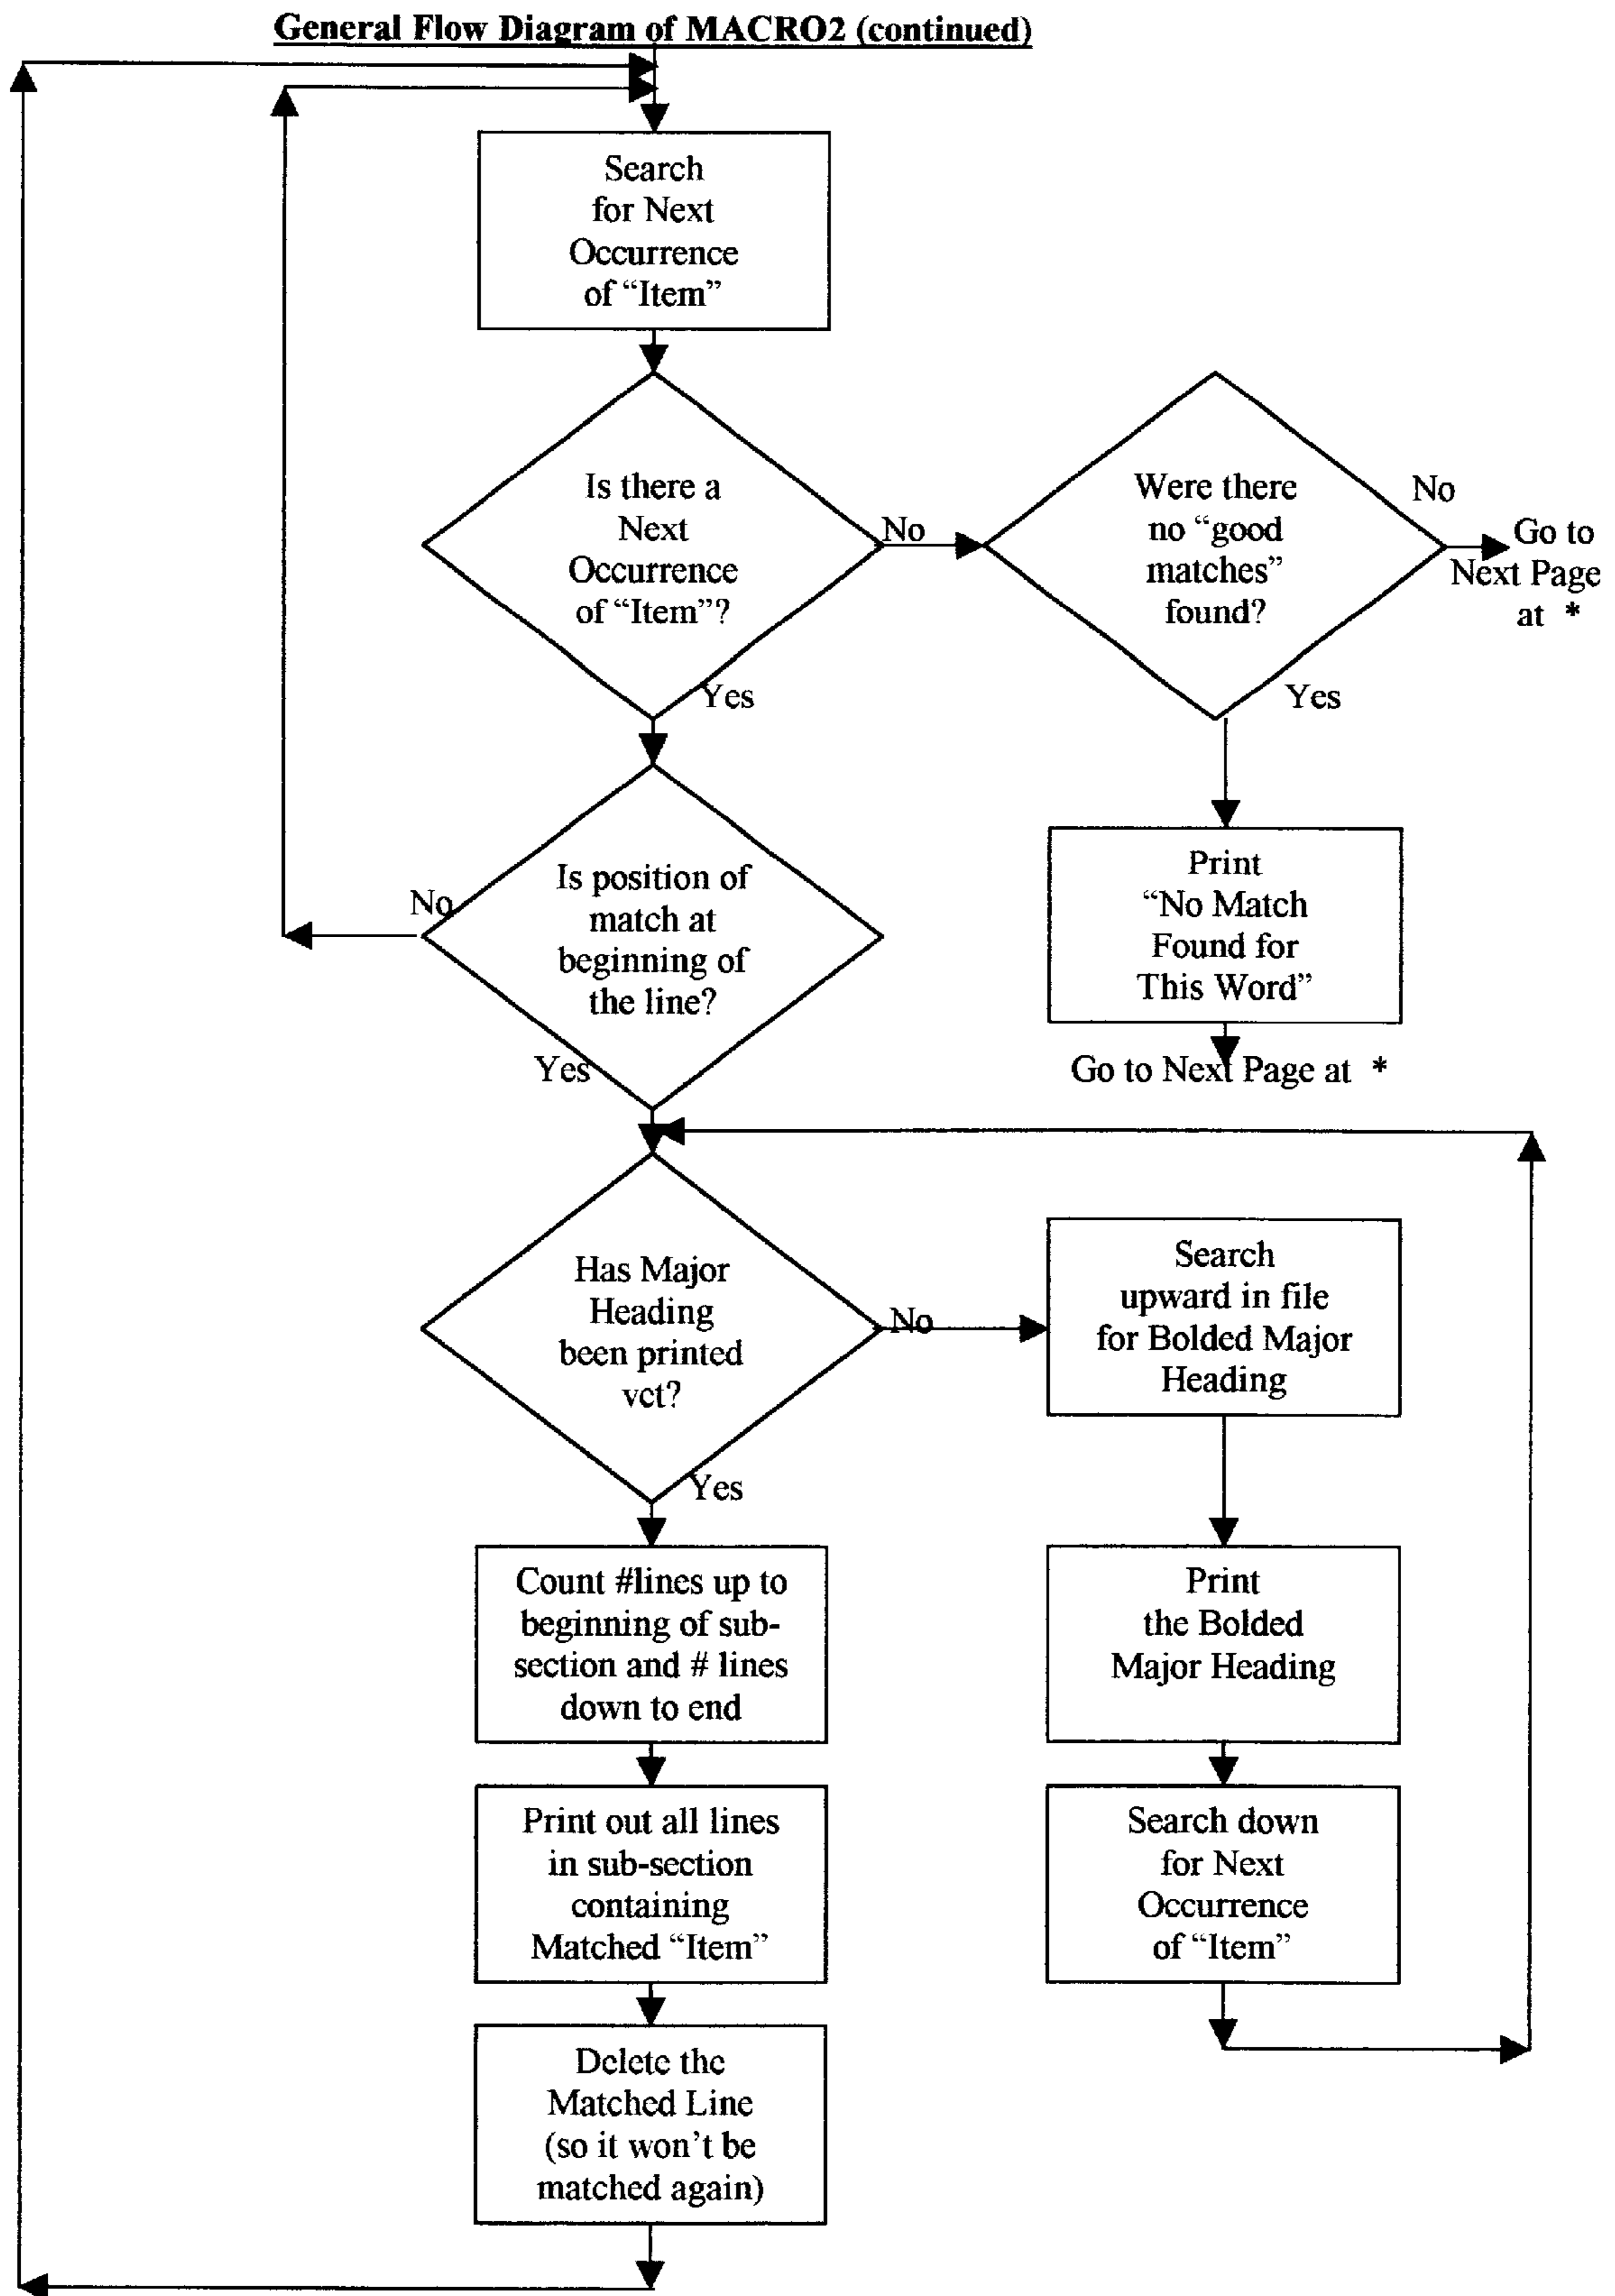 General Flow Diagram of MACRO2 (continued)
Search
for Next
Occurrence
of “Item”
Is there a
Next
Occurrence
of “Item”?
No
Yes
Were there
no “good
matches”
found?
No
Go to
Next Page
at *
Yes
Print
“No Match
Found for
This Word”
Go to Next Page at *
Is position of
match at
beginning of
the line?
No
Yes
Has Major
Heading
been printed
yet?
No
Yes
Search
upward in file
for Bolded Major
Heading
Print
the Bolded
Major Heading
Search down
for Next
Occurrence
of “Item”
Count #lines up to
beginning of sub-
section and # lines
down to end
Print out all lines
in sub-section
containing
Matched “Item”
Delete the
Matched Line
(so it won’t be
matched again)